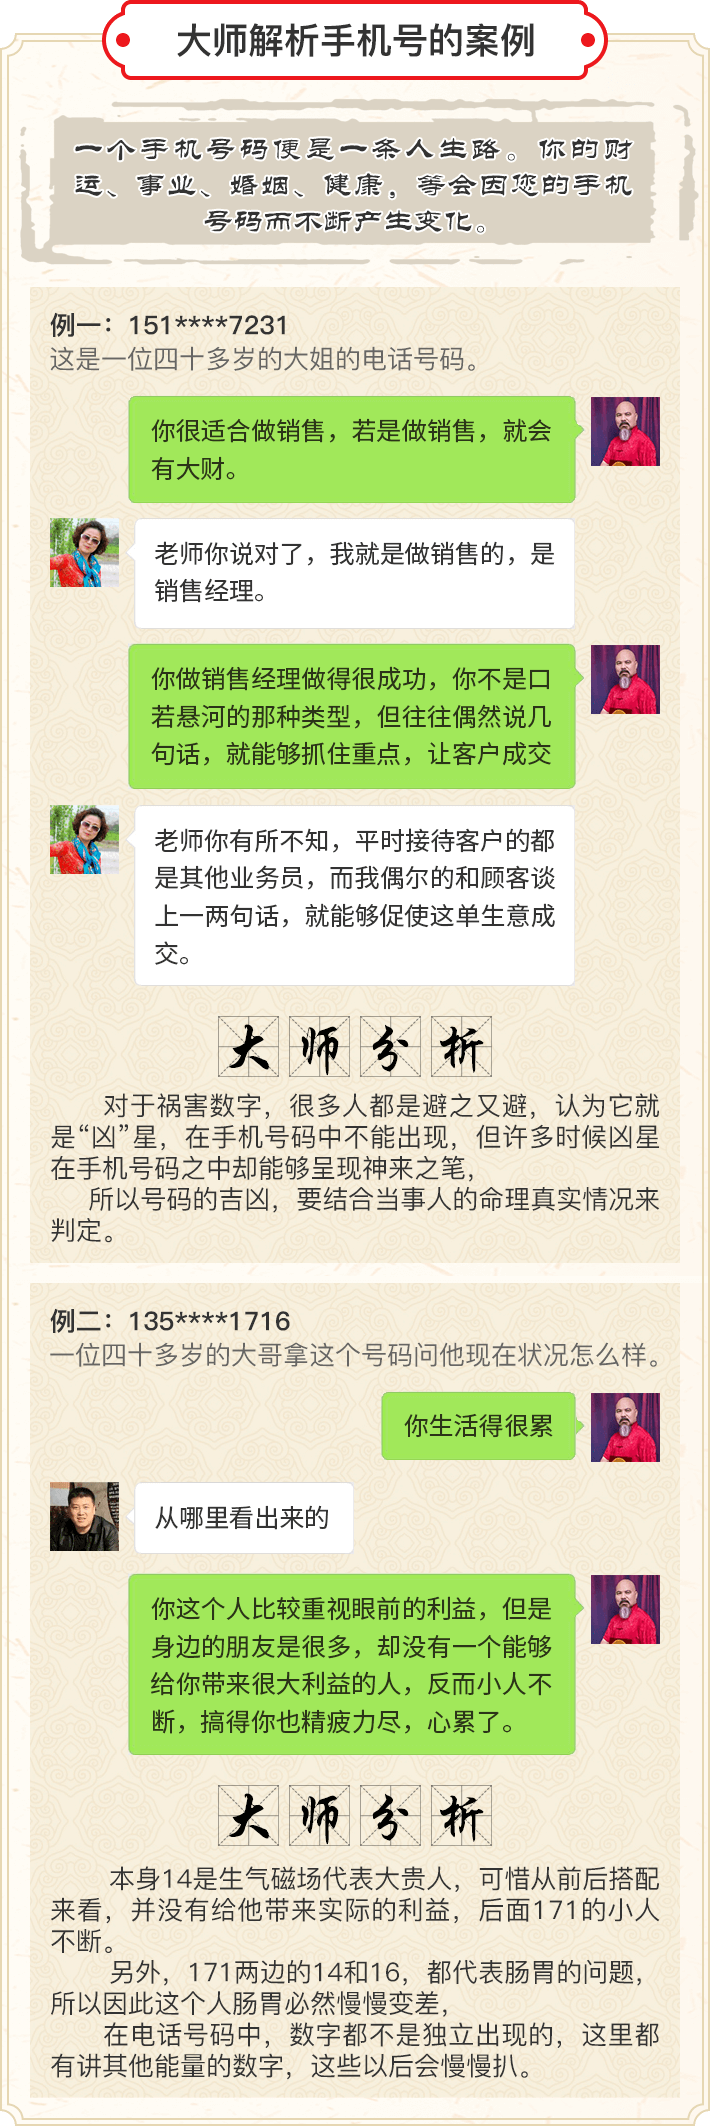 大师解析手机号的案例
一个手机号码便是一条人生路。你的财
运、事业、婚姻、健康，等会因您的手机
号码而不断产生变化。
例一：151****7231
这是一位四十多岁的大姐的电话号码。
你很适合做销售，若是做销售，就会
有大财。
老师你说对了，我就是做销售的，是
销售经理。
你做销售经理做得很成功，你不是口
若悬河的那种类型，但往往偶然说几
句话，就能够抓住重点，让客户成交
老师你有所不知，平时接待客户的都
是其他业务员，而我偶尔的和顾客谈
上一两句话，就能够促使这单生意成
交。
大师分析
对于祸害数字，很多人都是避之又避，认为它就
是“凶”星，在手机号码中不能出现，但许多时候凶星
在手机号码之中却能够呈现神来之笔，
所以号码的吉凶，要结合当事人的命理真实情况来
判定。
例二：135****1716
一位四十多岁的大哥拿这个号码问他现在状况怎么样。
你生活得很累
从哪里看出来的
你这个人比较重视眼前的利益，但是
身边的朋友是很多，却没有一个能够
给你带来很大利益的人，反而小人不
断，搞得你也精疲力尽，心累了。
大师分析
本身14是生气磁场代表大贵人，可惜从前后搭配
来看，并没有给他带来实际的利益，后面171的小人
不断。
另外，171两边的14和16，都代表肠胃的问题，
所以因此这个人肠胃必然慢慢变差，
在电话号码中，数字都不是独立出现的，这里都
有讲其他能量的数字，这些以后会慢慢扒。